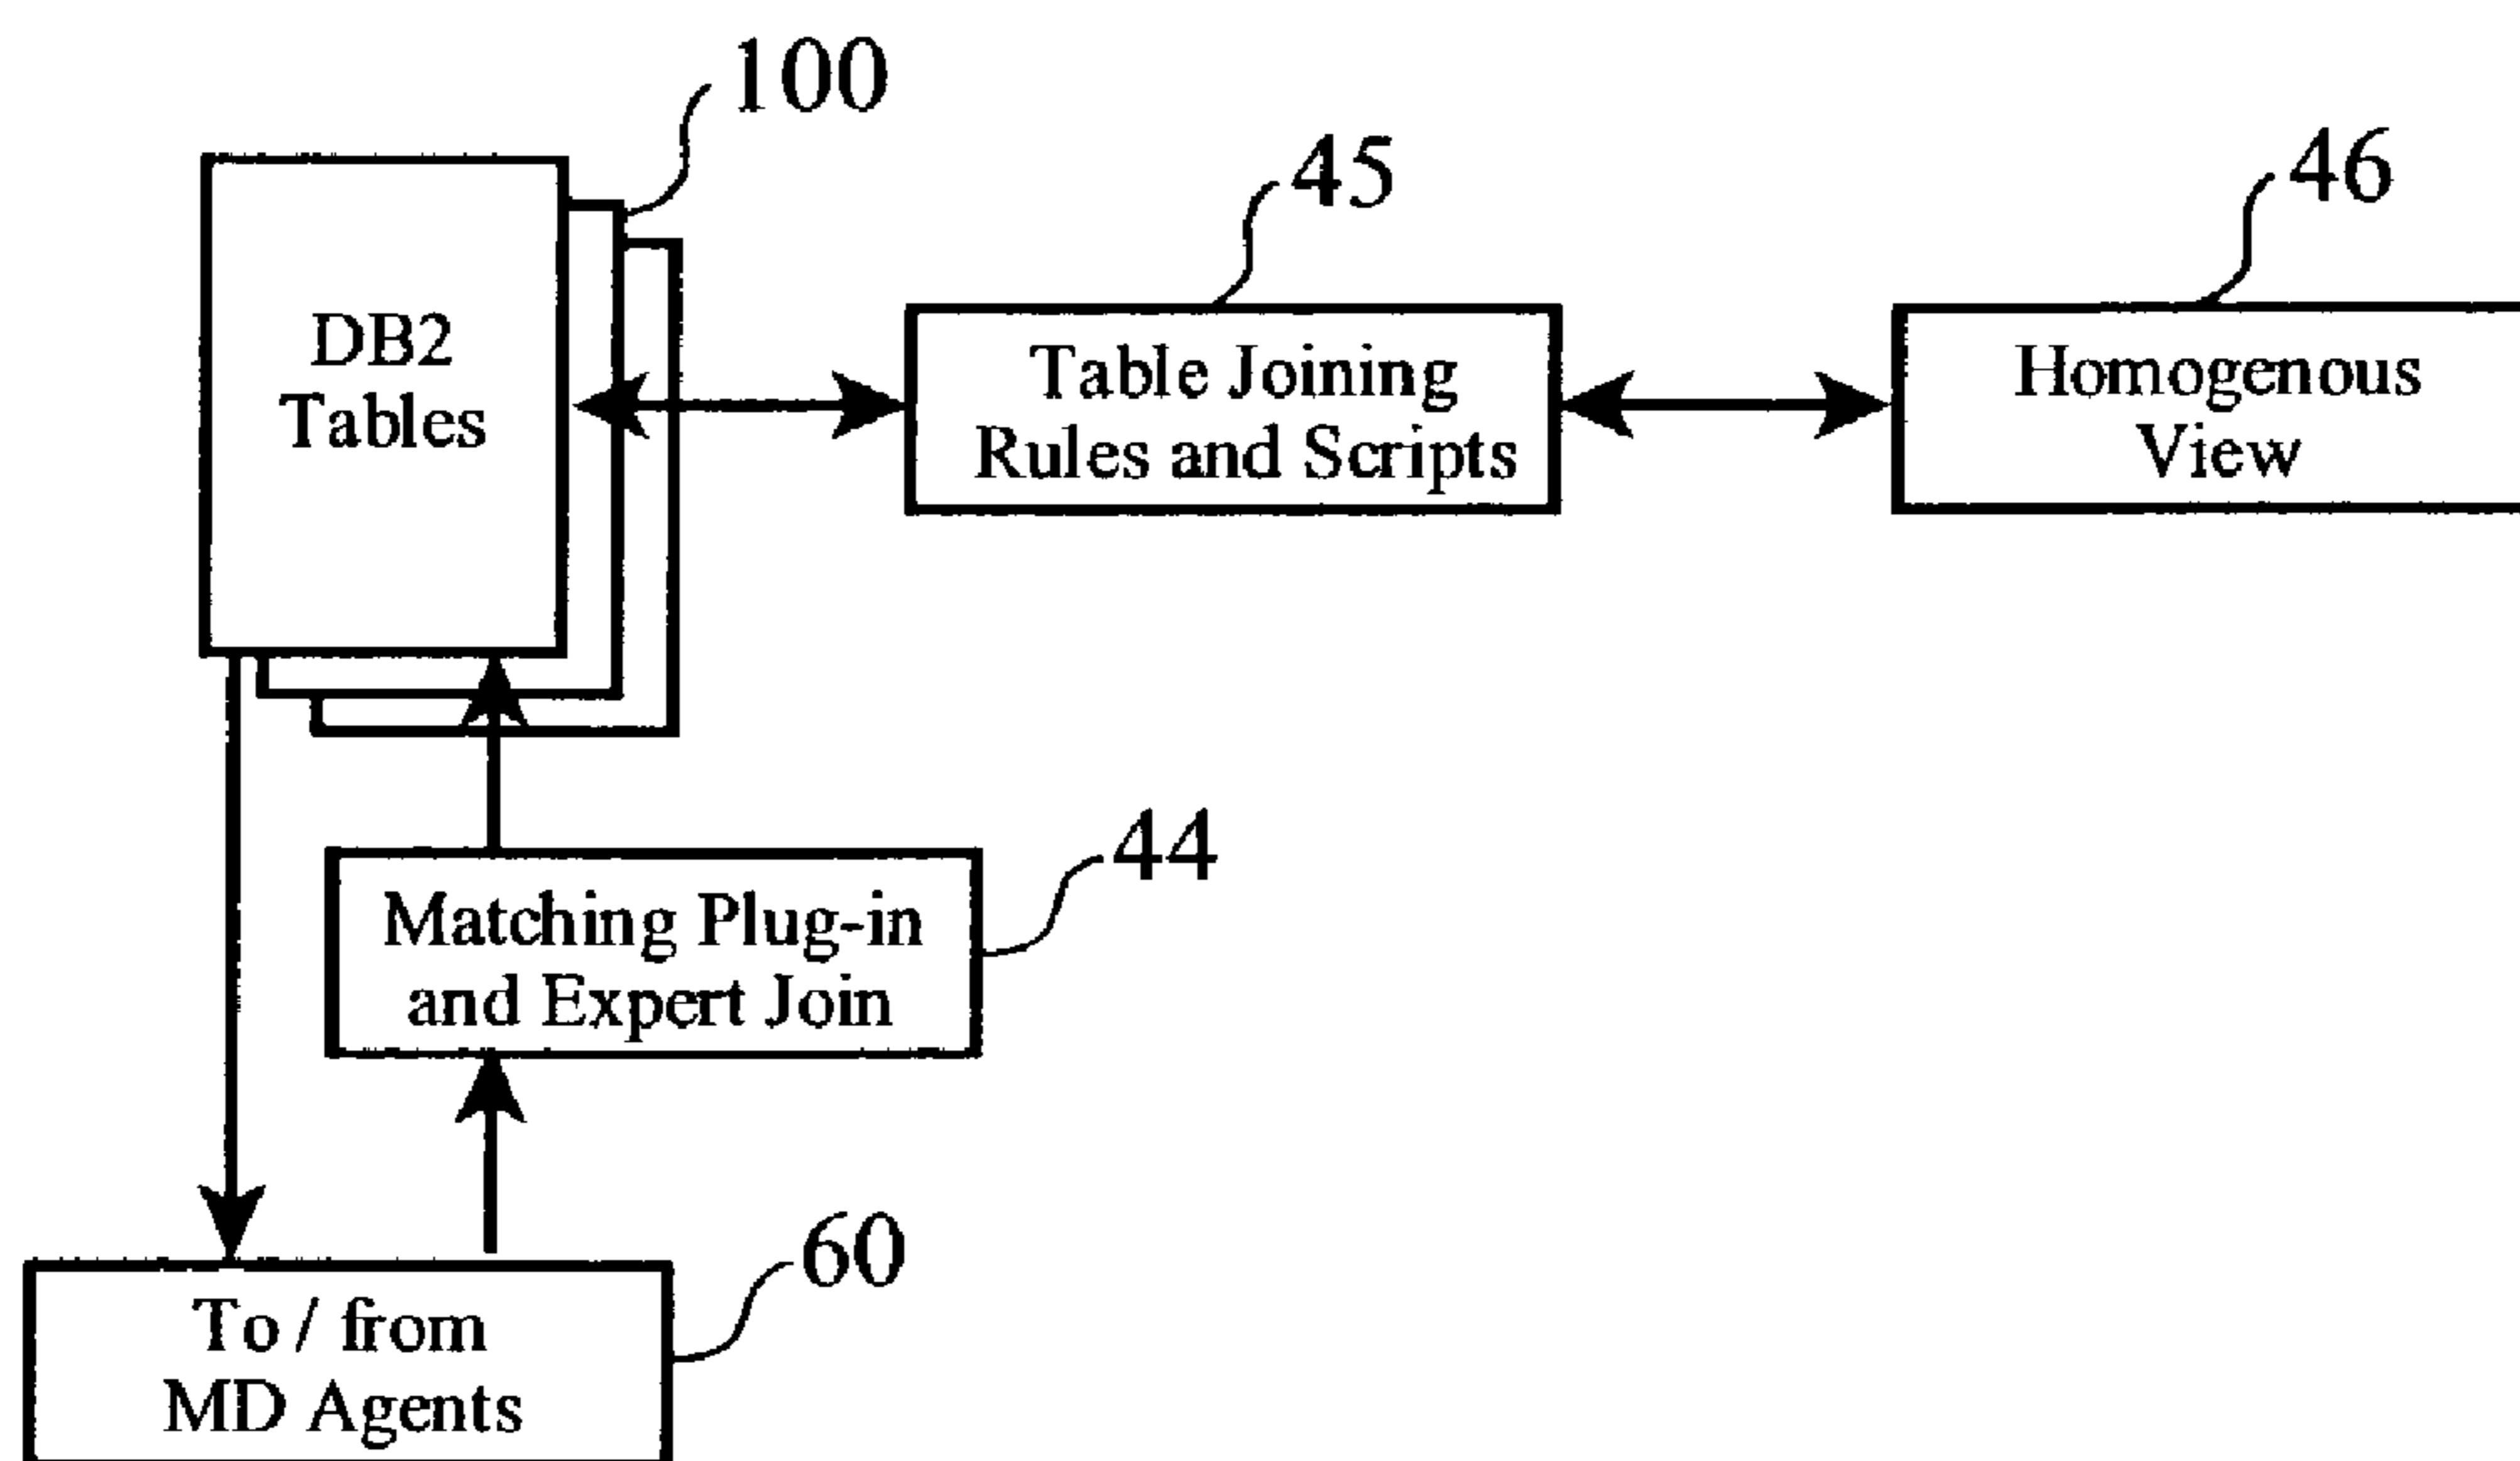 100
45
46
DB2
Tables
Table Joining
Rules and Scripts
Homogenous
View
44
Matching Plug-in
and Expert Join
60
To / from
MD Agents